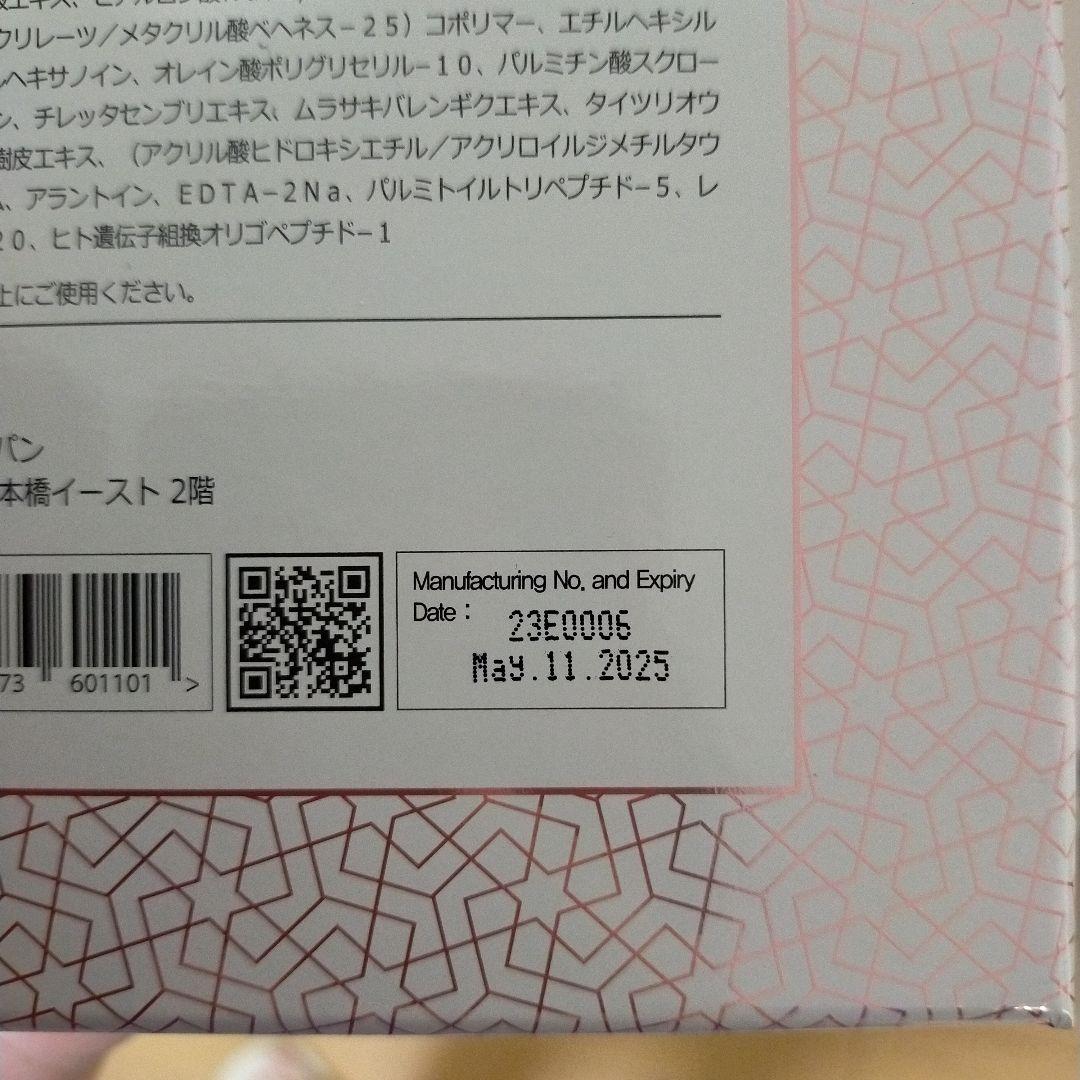 クリレーツ／メタクリル酸ベヘネス－２５）コポリマー、エチルヘキシル
ルヘキサノイン、オレイン酸ポリグリセリル－１０、パルミチン酸スクロー
ン、チレッタセンブリエキス、ムラサキバレンギクエキス、タイツリオウ
樹皮エキス、（アクリル酸ヒドロキシエチル／アクリロイルジメチルタウ
、アラントイン、ＥＤＴＡ－２Ｎａ、パルミトイルトリペプチド－５、レ
２０、ヒト遺伝子組換オリゴペプチド－１
上にご使用ください。
パン
本橋イースト 2階
73 601101 >
Manufacturing No. and Expiry
Date :
23E0006
May.11.2025